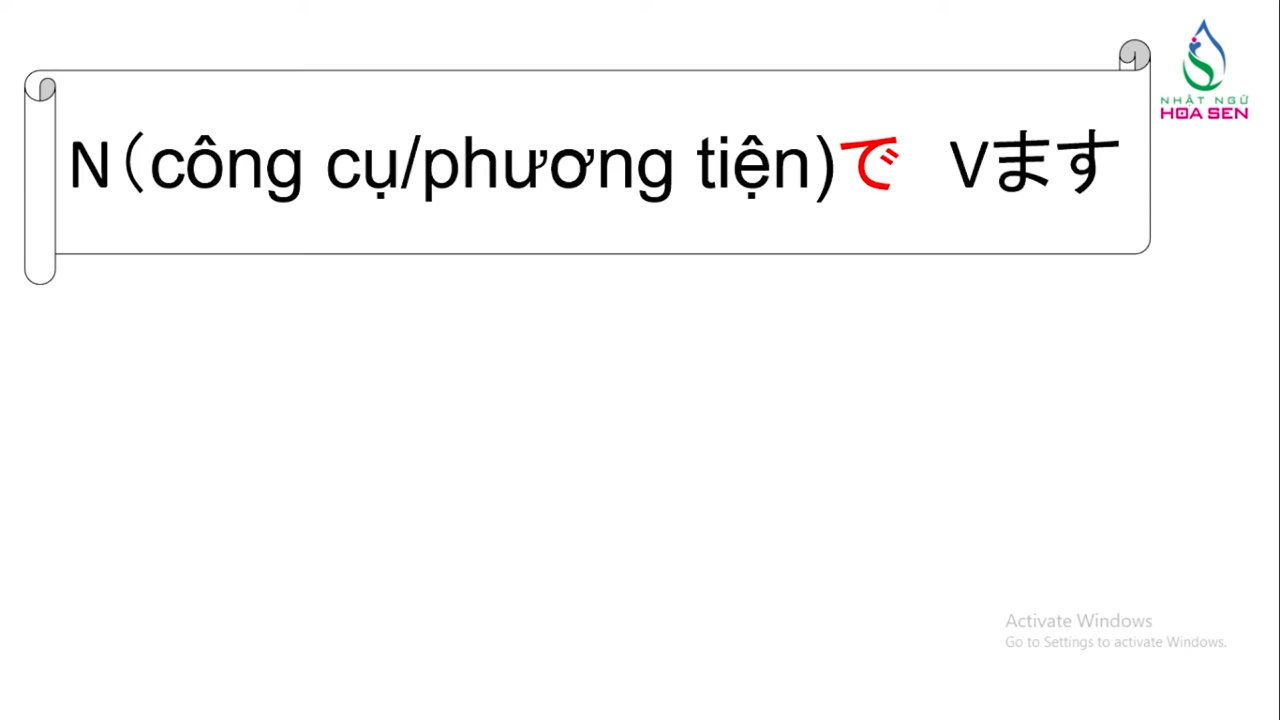 NHẬT NGỮ
HOA SEN
N（công cụ/phương tiện)で Vます
Activate Windows
Go to Settings to activate Windows.